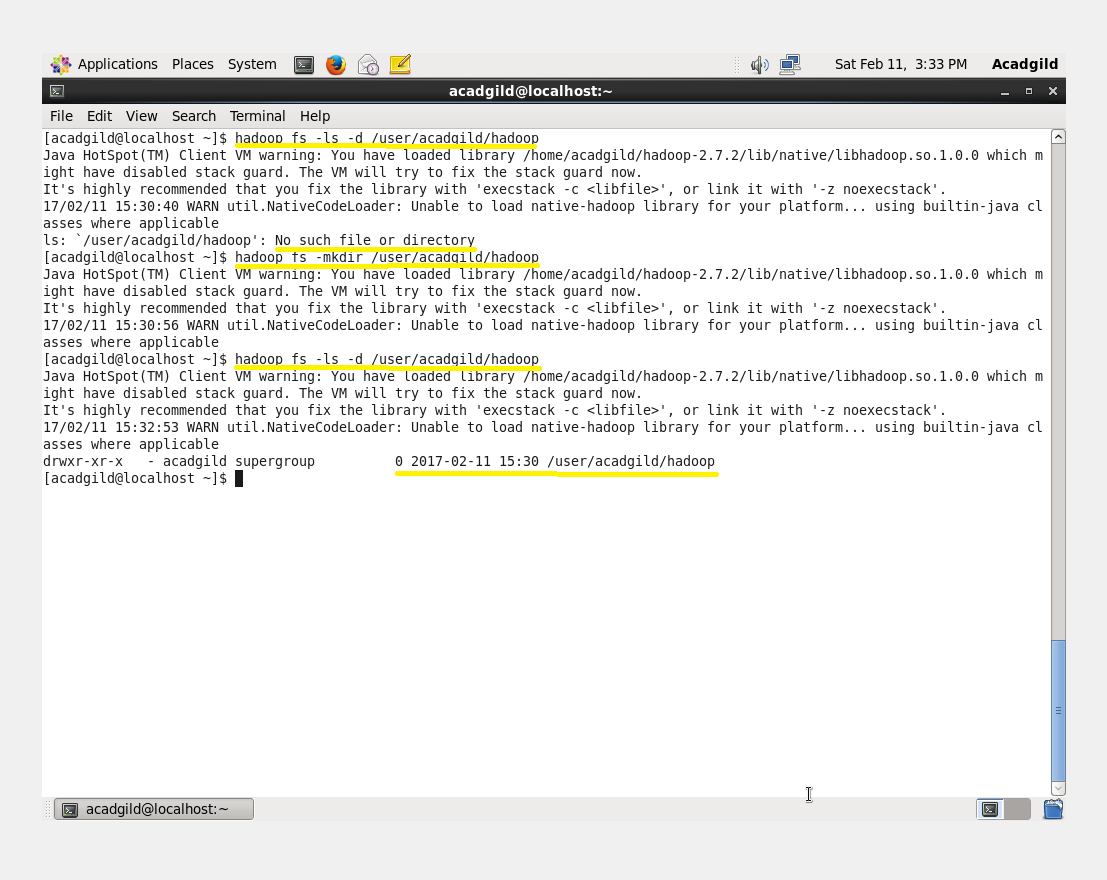 Applications Places System Sat Feb 11, 3:33 PM Acadgild
acadgild@localhost:~
File Edit View Search Terminal Help
[acadgild@localhost ~]$ hadoop fs -ls -d /user/acadgild/hadoop
Java HotSpot(TM) Client VM warning: You have loaded library /home/acadgild/hadoop-2.7.2/lib/native/libhadoop.so.1.0.0 which m
ight have disabled stack guard. The VM will try to fix the stack guard now.
It's highly recommended that you fix the library with 'execstack -c <libfile>', or link it with '-z noexecstack'.
17/02/11 15:30:40 WARN util.NativeCodeLoader: Unable to load native-hadoop library for your platform... using builtin-java cl
asses where applicable
ls: `/user/acadgild/hadoop': No such file or directory
[acadgild@localhost ~]$ hadoop fs -mkdir /user/acadgild/hadoop
Java HotSpot(TM) Client VM warning: You have loaded library /home/acadgild/hadoop-2.7.2/lib/native/libhadoop.so.1.0.0 which m
ight have disabled stack guard. The VM will try to fix the stack guard now.
It's highly recommended that you fix the library with 'execstack -c <libfile>', or link it with '-z noexecstack'.
17/02/11 15:30:56 WARN util.NativeCodeLoader: Unable to load native-hadoop library for your platform... using builtin-java cl
asses where applicable
[acadgild@localhost ~]$ hadoop fs -ls -d /user/acadgild/hadoop
Java HotSpot(TM) Client VM warning: You have loaded library /home/acadgild/hadoop-2.7.2/lib/native/libhadoop.so.1.0.0 which m
ight have disabled stack guard. The VM will try to fix the stack guard now.
It's highly recommended that you fix the library with 'execstack -c <libfile>', or link it with '-z noexecstack'.
17/02/11 15:32:53 WARN util.NativeCodeLoader: Unable to load native-hadoop library for your platform... using builtin-java cl
asses where applicable
drwxr-xr-x   - acadgild supergroup          0 2017-02-11 15:30 /user/acadgild/hadoop
[acadgild@localhost ~]$
acadgild@localhost:~